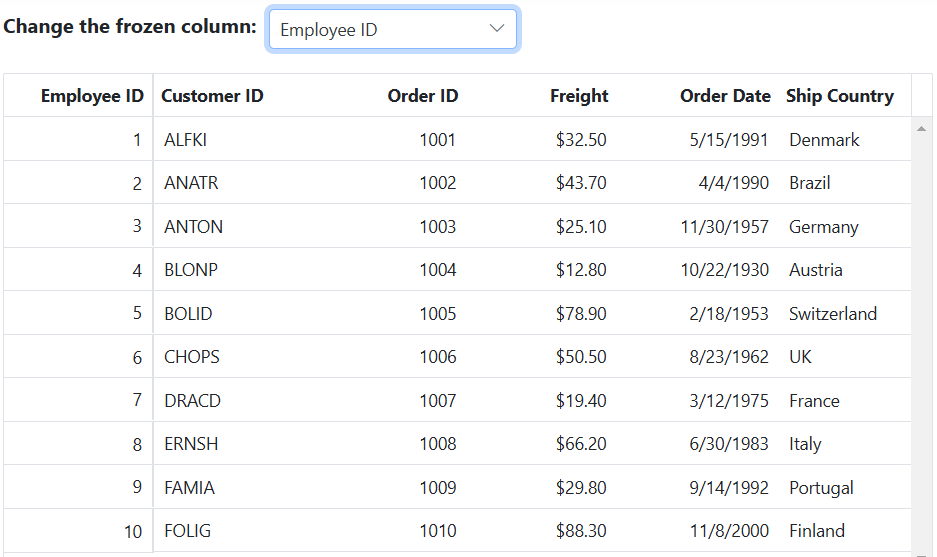 Change the frozen column: Employee ID
Employee ID Customer ID Order ID Freight Order Date Ship Country
1 ALFKI 1001 $32.50 5/15/1991 Denmark
2 ANATR 1002 $43.70 4/4/1990 Brazil
3 ANTON 1003 $25.10 11/30/1957 Germany
4 BLONP 1004 $12.80 10/22/1930 Austria
5 BOLID 1005 $78.90 2/18/1953 Switzerland
6 CHOPS 1006 $50.50 8/23/1962 UK
7 DRACD 1007 $19.40 3/12/1975 France
8 ERNSH 1008 $66.20 6/30/1983 Italy
9 FAMIA 1009 $29.80 9/14/1992 Portugal
10 FOLIG 1010 $88.30 11/8/2000 Finland